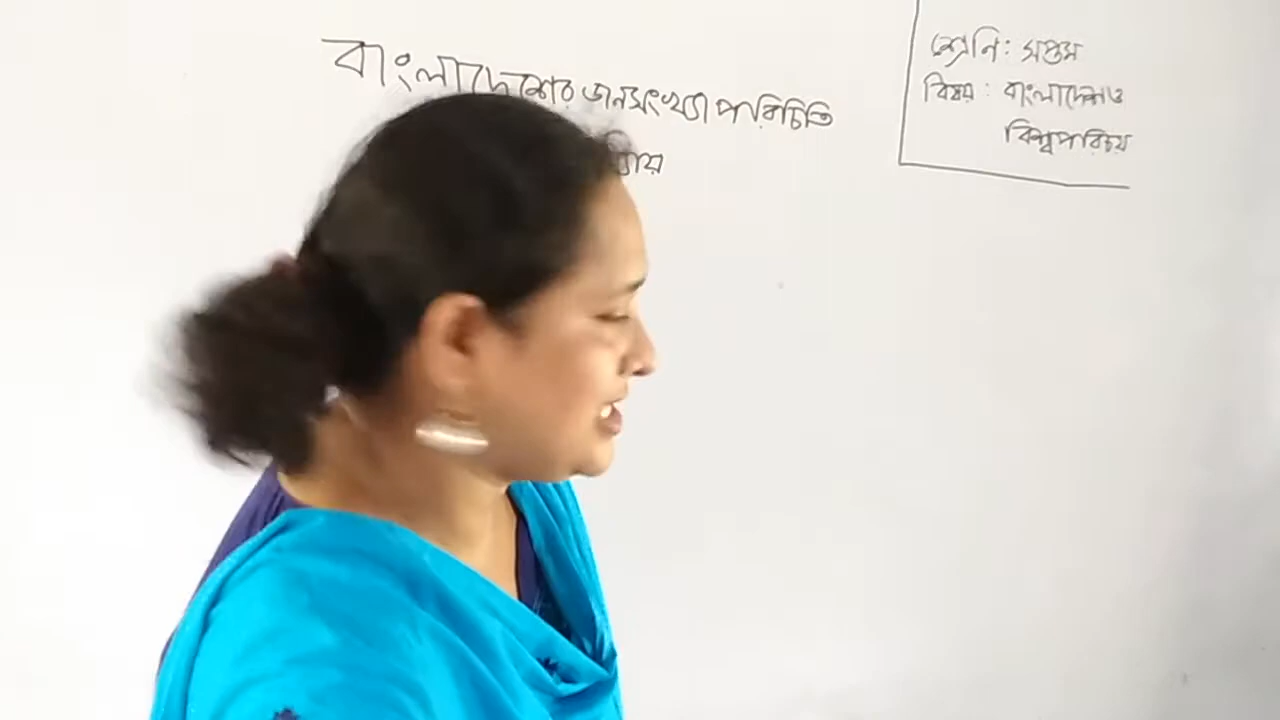 বাংলাদেশের জনসংখ্যা পরিচিতি
শ্রেনি: সপ্তম
বিষয়: বাংলাদেশ ও
বিশ্বপরিচয়